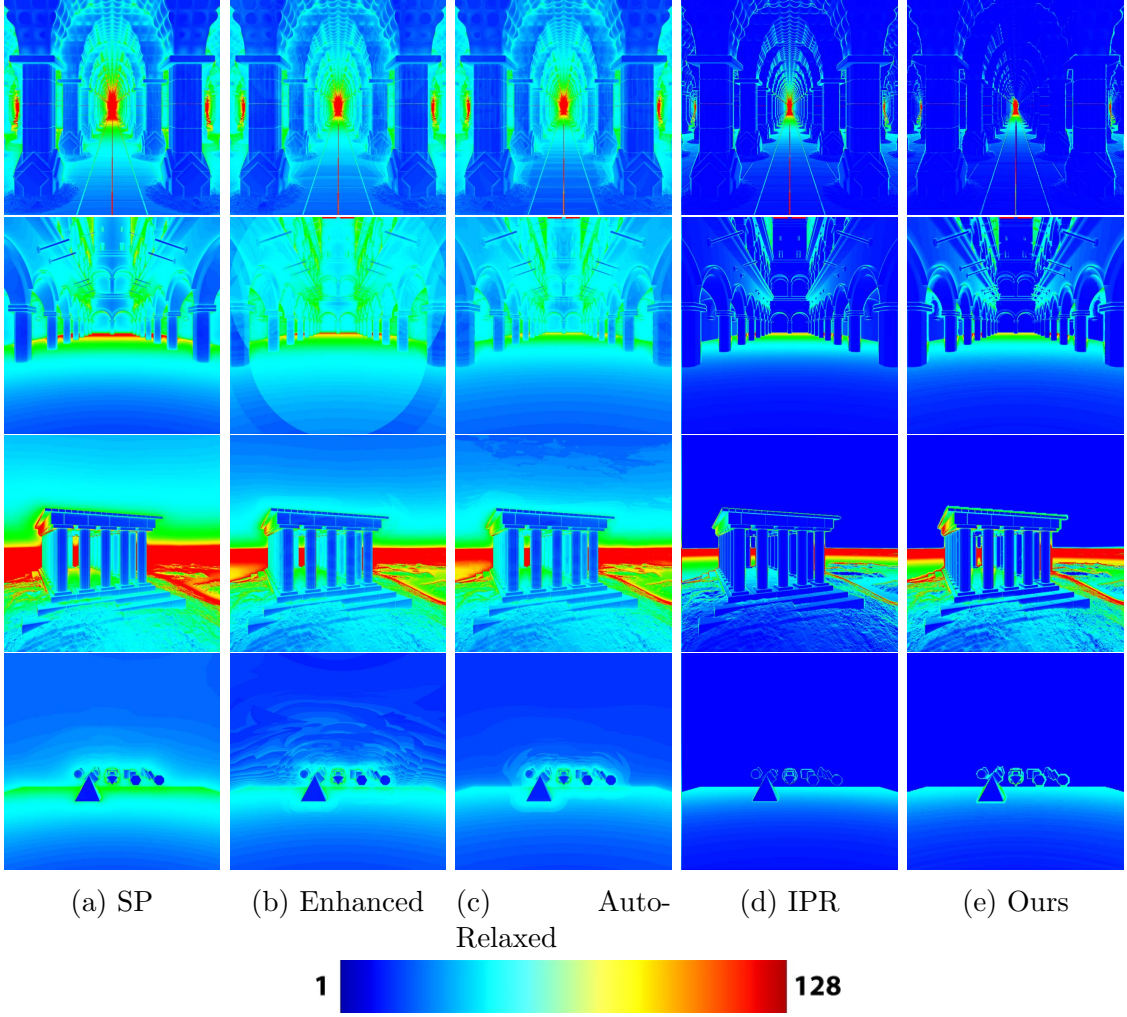 (a) SP
(b) Enhanced
(c) Auto-
Relaxed
(d) IPR
(e) Ours
1
128